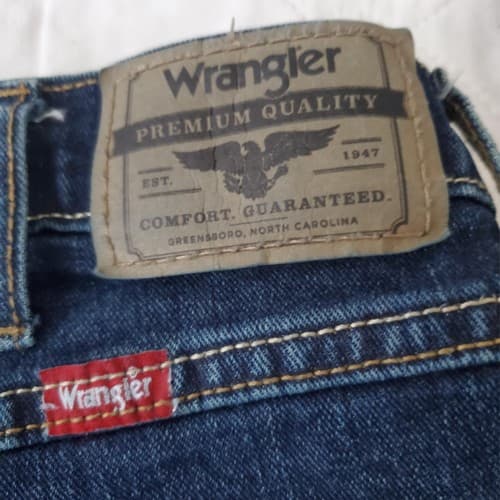 Wrangler
PREMIUM QUALITY
EST. 1947
COMFORT. GUARANTEED.
GREENSBORO, NORTH CAROLINA
Wrangler